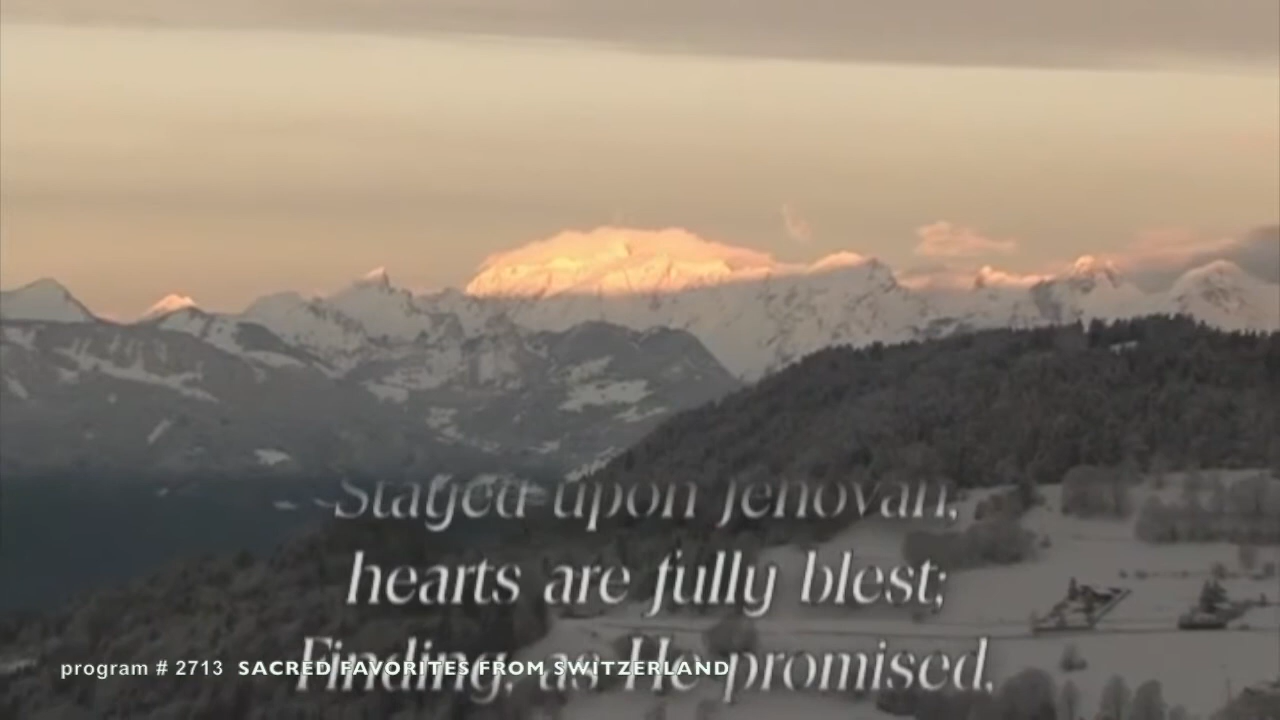 Stayed upon Jehovah,
hearts are fully blest;
Finding, as He promised,
program # 2713 SACRED FAVORITES FROM SWITZERLAND